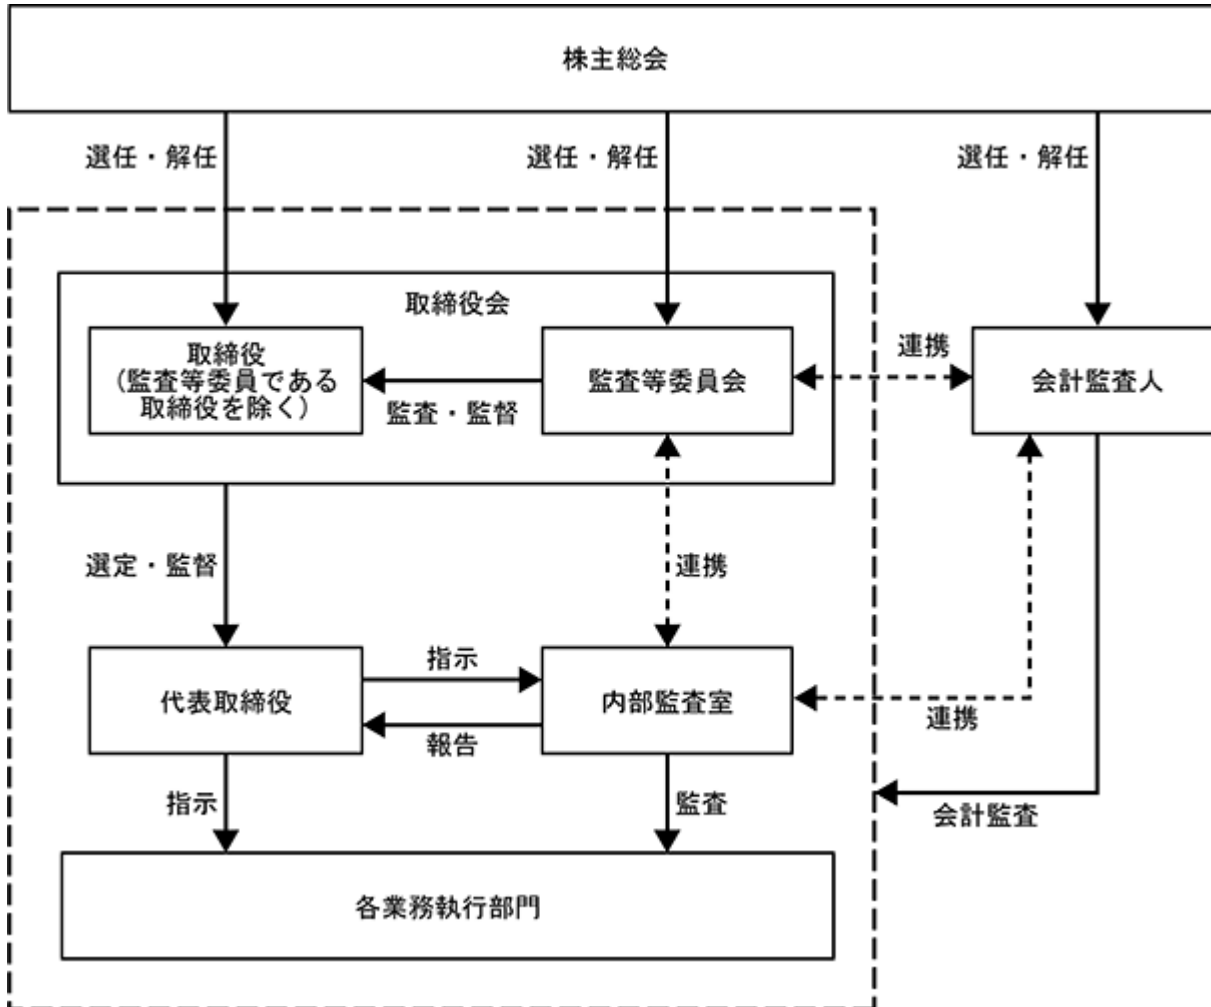 株主総会
選任・解任
選任・解任
選任・解任
取締役会
取締役
（監査等委員である
取締役を除く）
監査・監督
監査等委員会
連携
会計監査人
選定・監督
連携
代表取締役
指示
報告
内部監査室
連携
指示
監査
会計監査
各業務執行部門